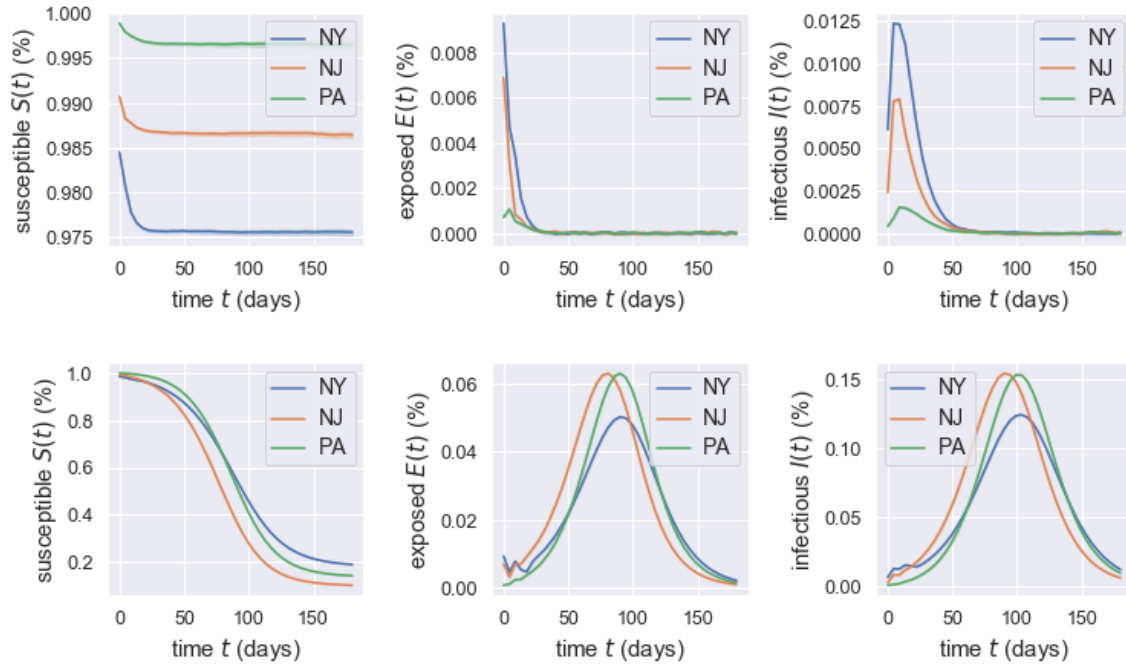 susceptible S(t) (%)
1.000
0.995
0.990
0.985
0.980
0.975
0
50
100
150
time t (days)
NY
NJ
PA
exposed E(t) (%)
0.008
0.006
0.004
0.002
0.000
0
50
100
150
time t (days)
NY
NJ
PA
infectious I(t) (%)
0.0125
0.0100
0.0075
0.0050
0.0025
0.0000
0
50
100
150
time t (days)
NY
NJ
PA
susceptible S(t) (%)
1.0
0.8
0.6
0.4
0.2
0
50
100
150
time t (days)
NY
NJ
PA
exposed E(t) (%)
0.06
0.04
0.02
0.00
0
50
100
150
time t (days)
NY
NJ
PA
infectious I(t) (%)
0.15
0.10
0.05
0.00
0
50
100
150
time t (days)
NY
NJ
PA